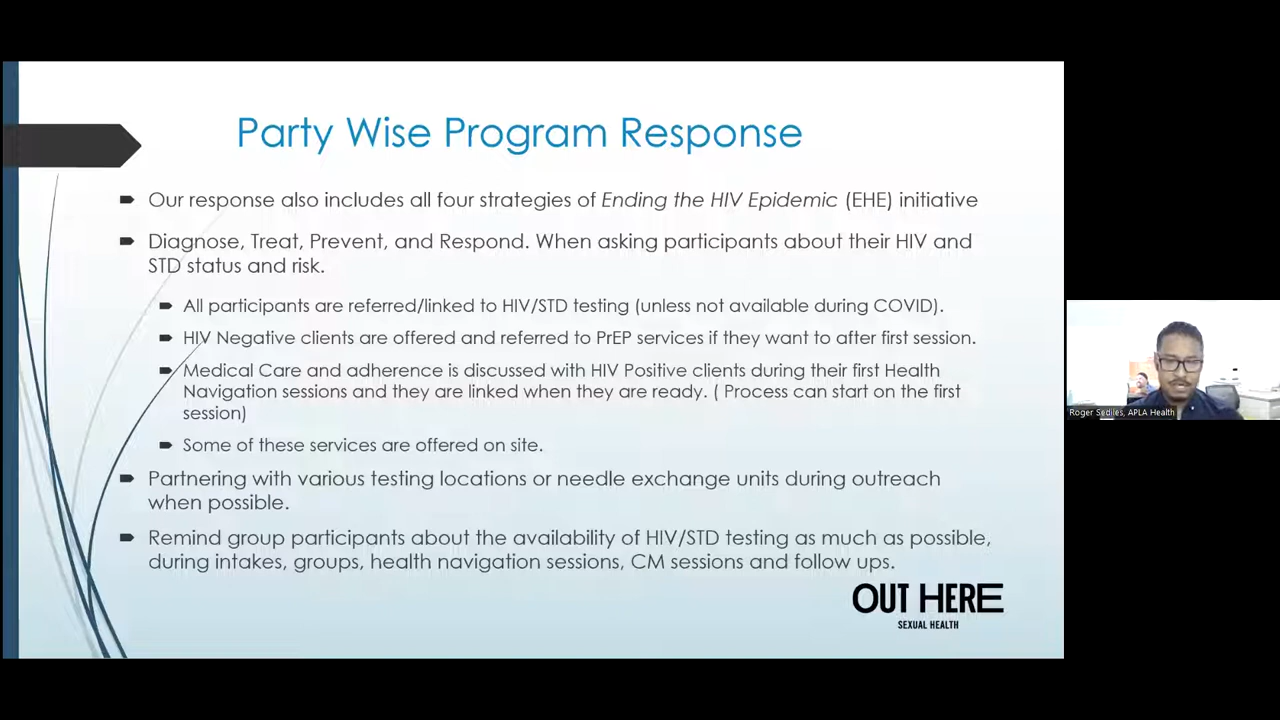 Party Wise Program Response
Our response also includes all four strategies of Ending the HIV Epidemic (EHE) initiative
Diagnose, Treat, Prevent, and Respond. When asking participants about their HIV and
STD status and risk.
All participants are referred/linked to HIV/STD testing (unless not available during COVID).
HIV Negative clients are offered and referred to PrEP services if they want to after first session.
Medical Care and adherence is discussed with HIV Positive clients during their first Health
Navigation sessions and they are linked when they are ready. ( Process can start on the first
session)
Some of these services are offered on site.
Partnering with various testing locations or needle exchange units during outreach
when possible.
Remind group participants about the availability of HIV/STD testing as much as possible,
during intakes, groups, health navigation sessions, CM sessions and follow ups.
OUT HERE
SEXUAL HEALTH
Roger Sediles, APLA Health